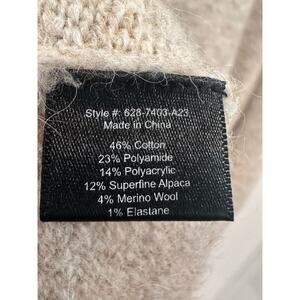 Style #: 628-7403-A23
Made in China
46% Cotton
23% Polyamide
14% Polyacrylic
12% Superfine Alpaca
4% Merino Wool
1% Elastane